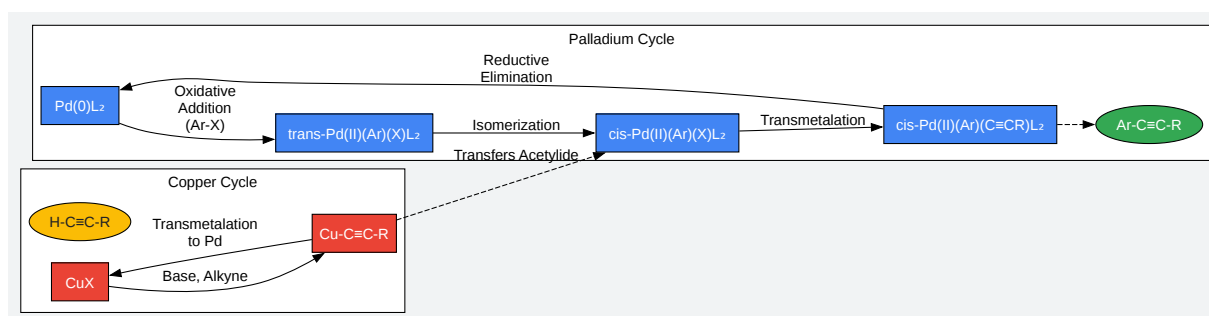 Palladium Cycle
Reductive
Elimination
Pd(0)L₂
Oxidative
Addition
(Ar-X)
trans-Pd(II)(Ar)(X)L₂
Isomerization
cis-Pd(II)(Ar)(X)L₂
Transmetalation
cis-Pd(II)(Ar)(C≡CR)L₂
Ar-C≡C-R
Transfers Acetylide
Copper Cycle
H-C≡C-R
Transmetalation
to Pd
Cu-C≡C-R
Base, Alkyne
CuX